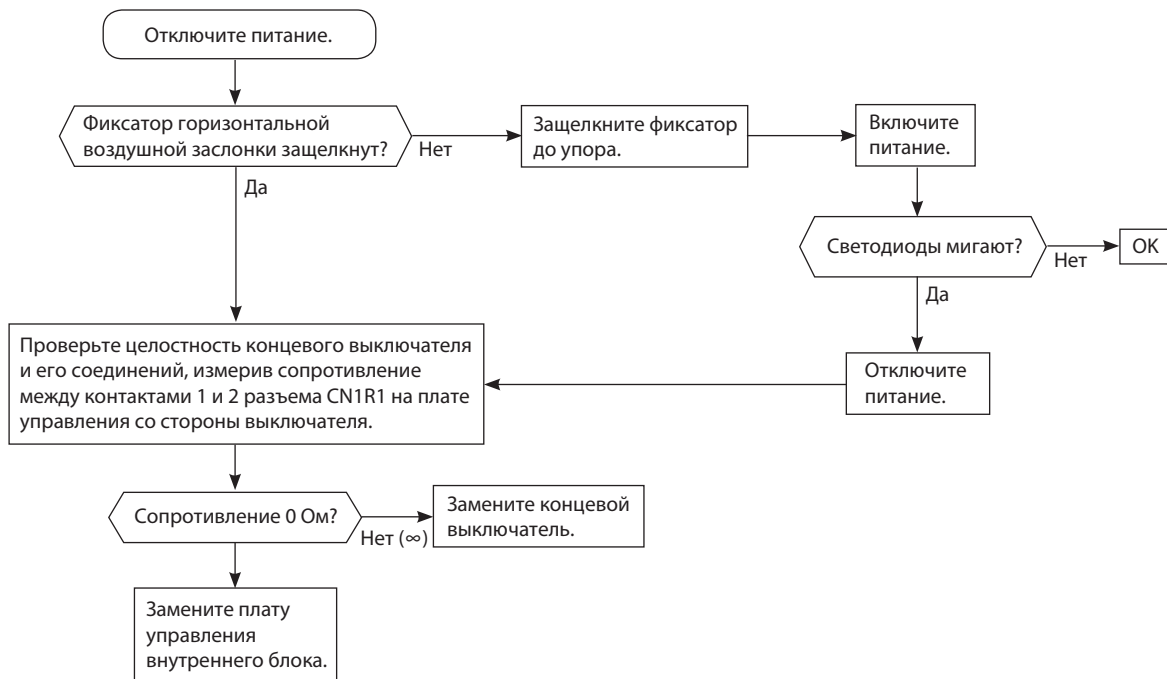 Отключите питание.
Фиксатор горизонтальной
воздушной заслонки защелкнут?
Нет
Защелкните фиксатор
до упора.
Включите
питание.
Да
Светодиоды мигают?
Нет
OK
Да
Проверьте целостность концевого выключателя
и его соединений, измерив сопротивление
между контактами 1 и 2 разъема CN1R1 на плате
управления со стороны выключателя.
Отключите
питание.
Сопротивление 0 Ом?
Нет (∞)
Замените концевой
выключатель.
Замените плату
управления
внутреннего блока.